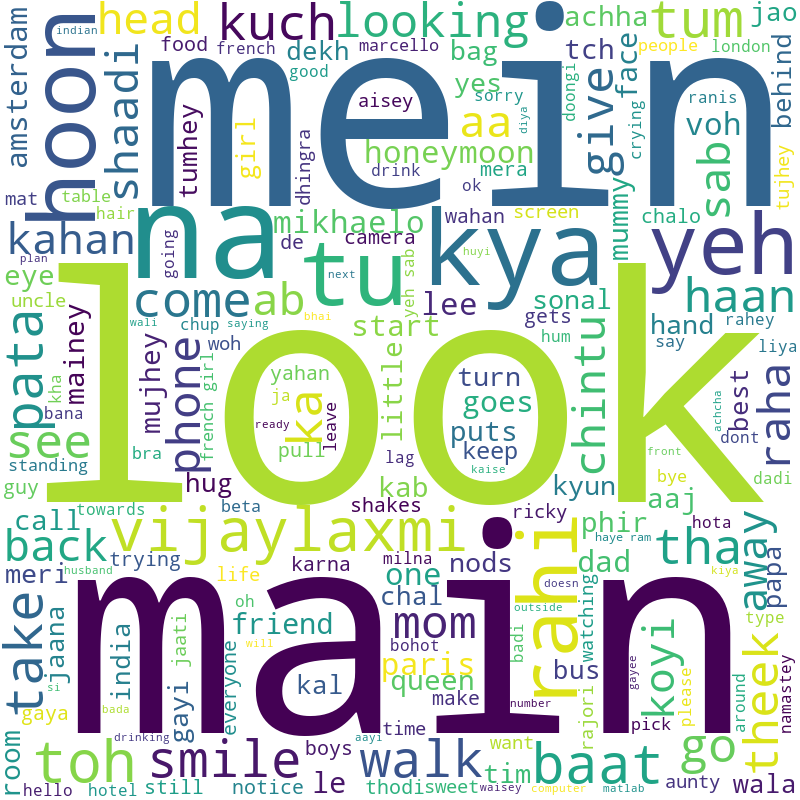 indian
head
kuch
looking
achha
tum
jao
amsterdam
hoon
shaadi
food
french
dekh
marcello
bag
tch
people
london
good
yes
sorry
doongi
give
face
crying
ranis
behind
mein
tumhey
girl
dhingra
aisey
aa
diya
voh
honeymoon
drink
mera
ok
sab
tujhey
mat
table
hair
mikhaelo
wahan
screen
mummy
chalo
kahan
plan
going
na
de
camera
kya
yeh
eye
uncle
next
tu
yeh sab
huyi
haan
come
ab
bhai
lee
sonal
gets
hand
rahey
pata
mainey
wali
chup
saying
start
hum
say
liya
kha
bana
woh
french girl
yahan
little
turn
chintu
best
raha
look
mujhey
phone
ja
ka
goes
dont
achcha
see
standing
bra
ready
leave
pull
puts
keep
front
guy
hug
lag
kaise
kyun
bye
dadi
towards
beta
kab
shakes
ricky
aaj
call
back
vijaylaxmi
phir
hota
meri
husband
trying
karna
milna
nods
rahi
dad
haye ram
tha
away
papa
life
one
chal
doesn
kiya
take
jaana
india
oh
friend
mom
outside
watching
type
si
gayi
jaati
everyone
will
bohot
badi
koyi
main
paris
bus
theek
namastey
gaya
bada
kal
queen
make
number
rajori
please
around
room
drinking
aayi
time
want
pick
gayee
toh
smile
boys
walk
tim
baat
go
hello
hotel
still
notice
le
thodisweet
waisey
computer
matlab
aunty
wala